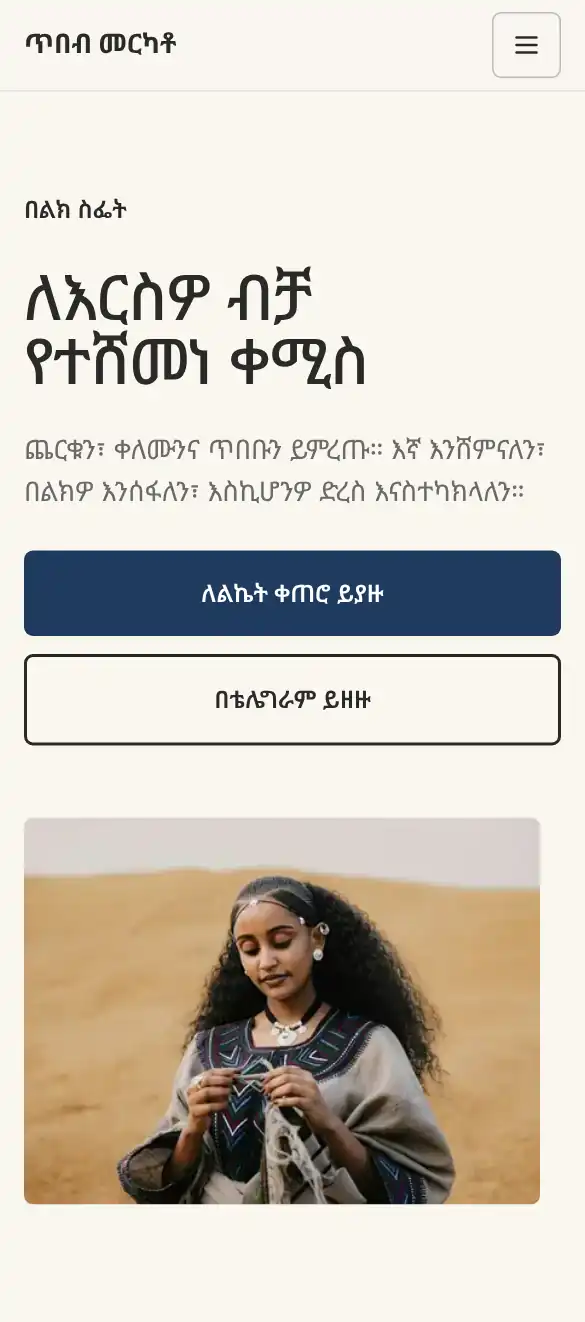 ጥበብ መርካቶ
በልክ ስፌት
ለእርስዎ ብቻ
የተሸመነ ቀሚስ
ጨርቁን፣ ቀለሙንና ጥበቡን ይምረጡ። እኛ እንሸምናለን፣
በልክዎ እንሰፋለን፣ እስኪሆንዎ ድረስ እናስተካክላለን።
ለልኬት ቀጠሮ ይያዙ
በቴሌግራም ይዘዙ